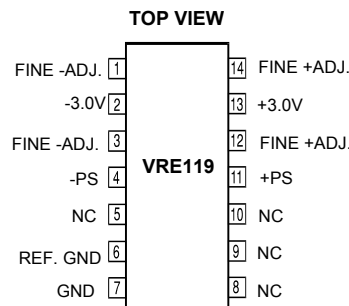 TOP VIEW
FINE -ADJ. 1 14 FINE +ADJ.
-3.0V 2 13 +3.0V
FINE -ADJ. 3 12 FINE +ADJ.
VRE119
-PS 4 11 +PS
NC 5 10 NC
REF. GND 6 9 NC
GND 7 8 NC